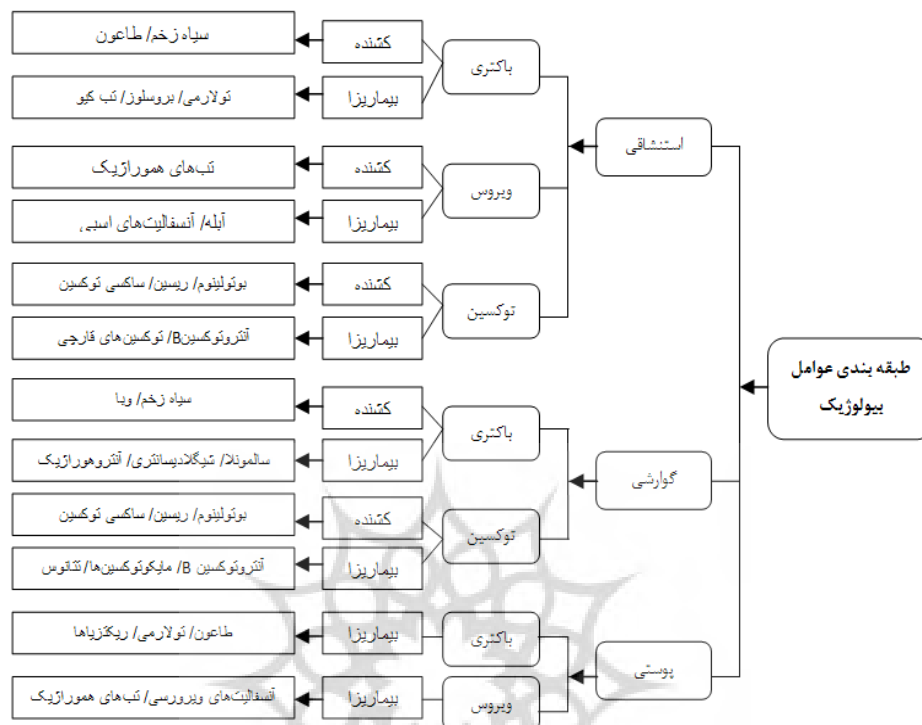 طبقه بندی عوامل
بیولوژیک
استنشاقی
باکتری
کشنده
سیاه زخم/ طاعون
بیماریزا
تولارمی/ بروسلوز/ تب کیو
ویروس
کشنده
تب‌های هموراژیک
بیماریزا
آبله/ آنسفالیت‌های اسبی
توکسین
کشنده
بوتولینوم/ ریسین/ ساکسی توکسین
بیماریزا
آنتروتوکسینB/ توکسین‌های قارچی
گوارشی
باکتری
کشنده
سیاه زخم/ وبا
بیماریزا
سالمونلا/ شیگلادیسانتری/ آنتروهوراژیک
توکسین
کشنده
بوتولینوم/ ریسین/ ساکسی توکسین
بیماریزا
آنتروتوکسین B/ مایکوتوکسین‌ها/ تتانوس
پوستی
باکتری
بیماریزا
طاعون/ تولارمی/ ریکتزیاها
ویروس
بیماریزا
آنسفالیت‌های ویرورسی/ تب‌های هموراژیک